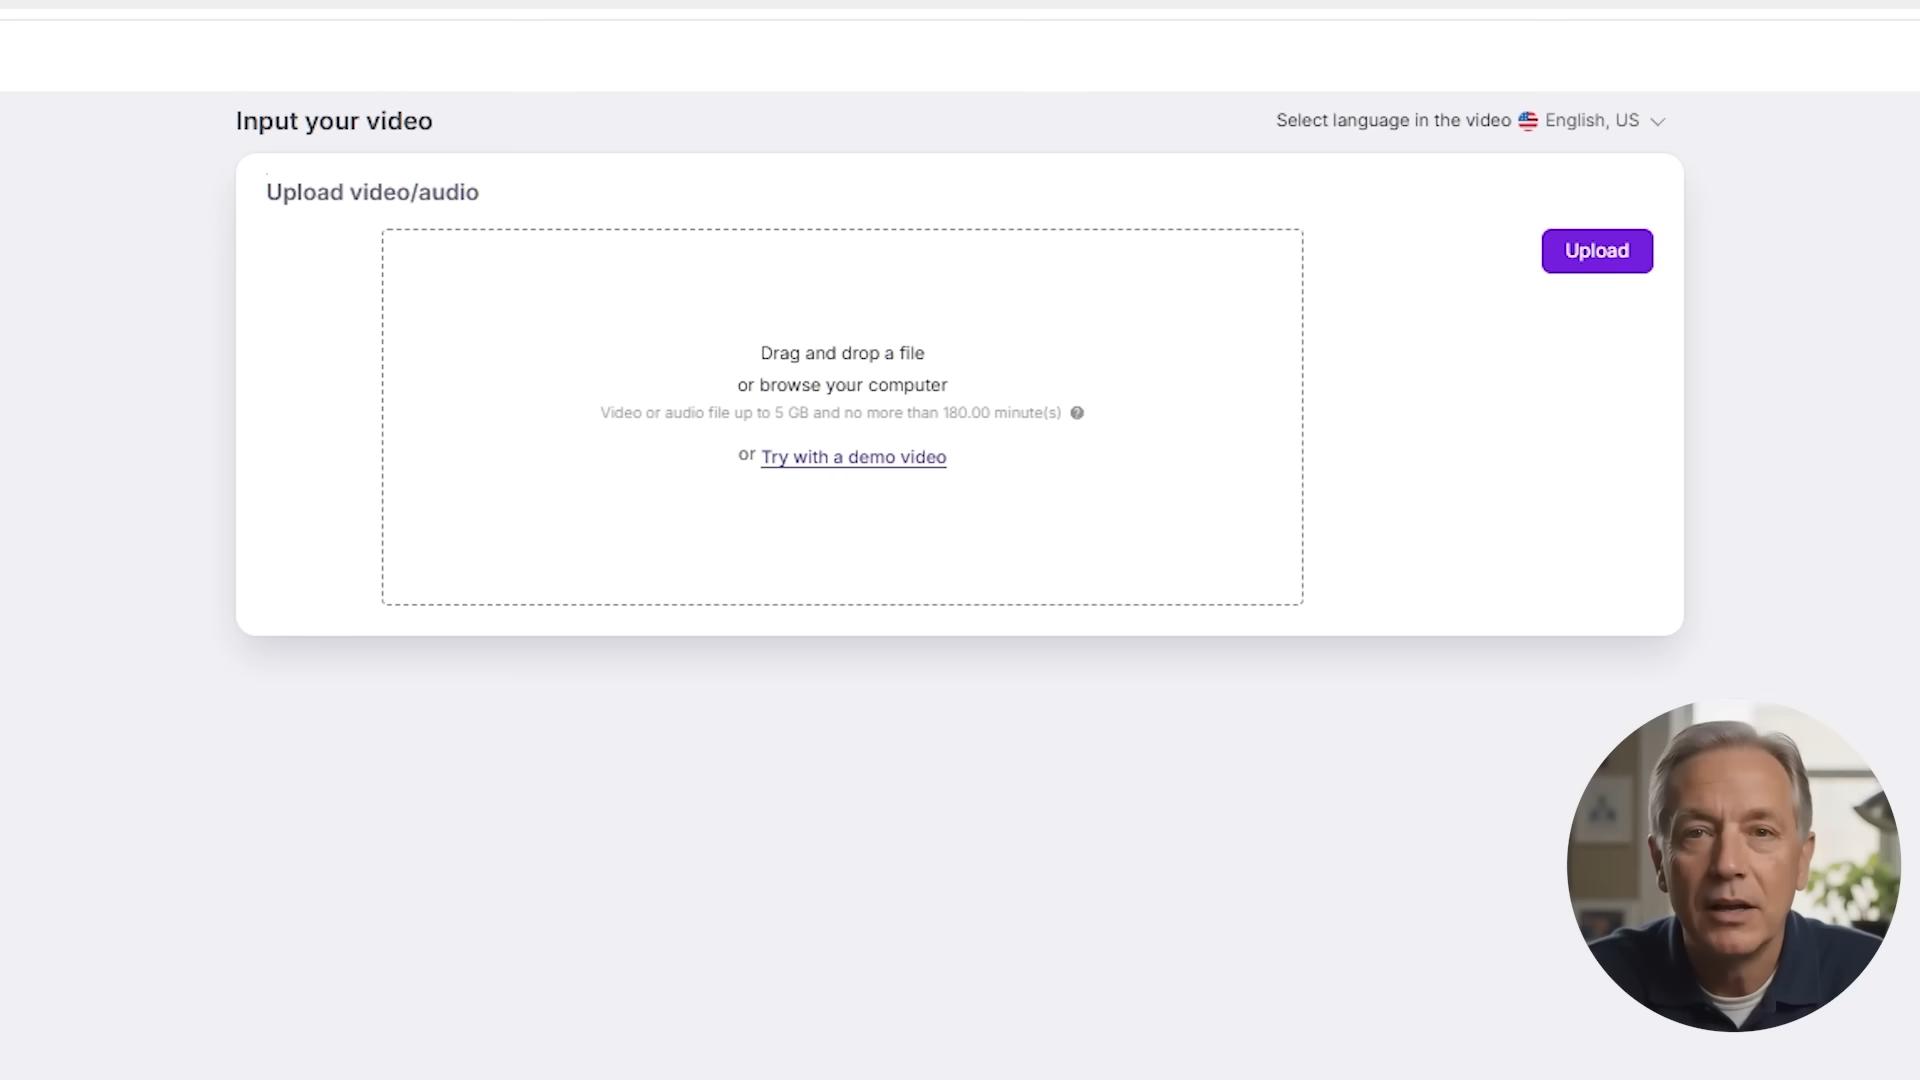 Input your video
Select language in the video English, US
Upload video/audio
Upload
Drag and drop a file
or browse your computer
Video or audio file up to 5 GB and no more than 180.00 minute(s) ?
or Try with a demo video